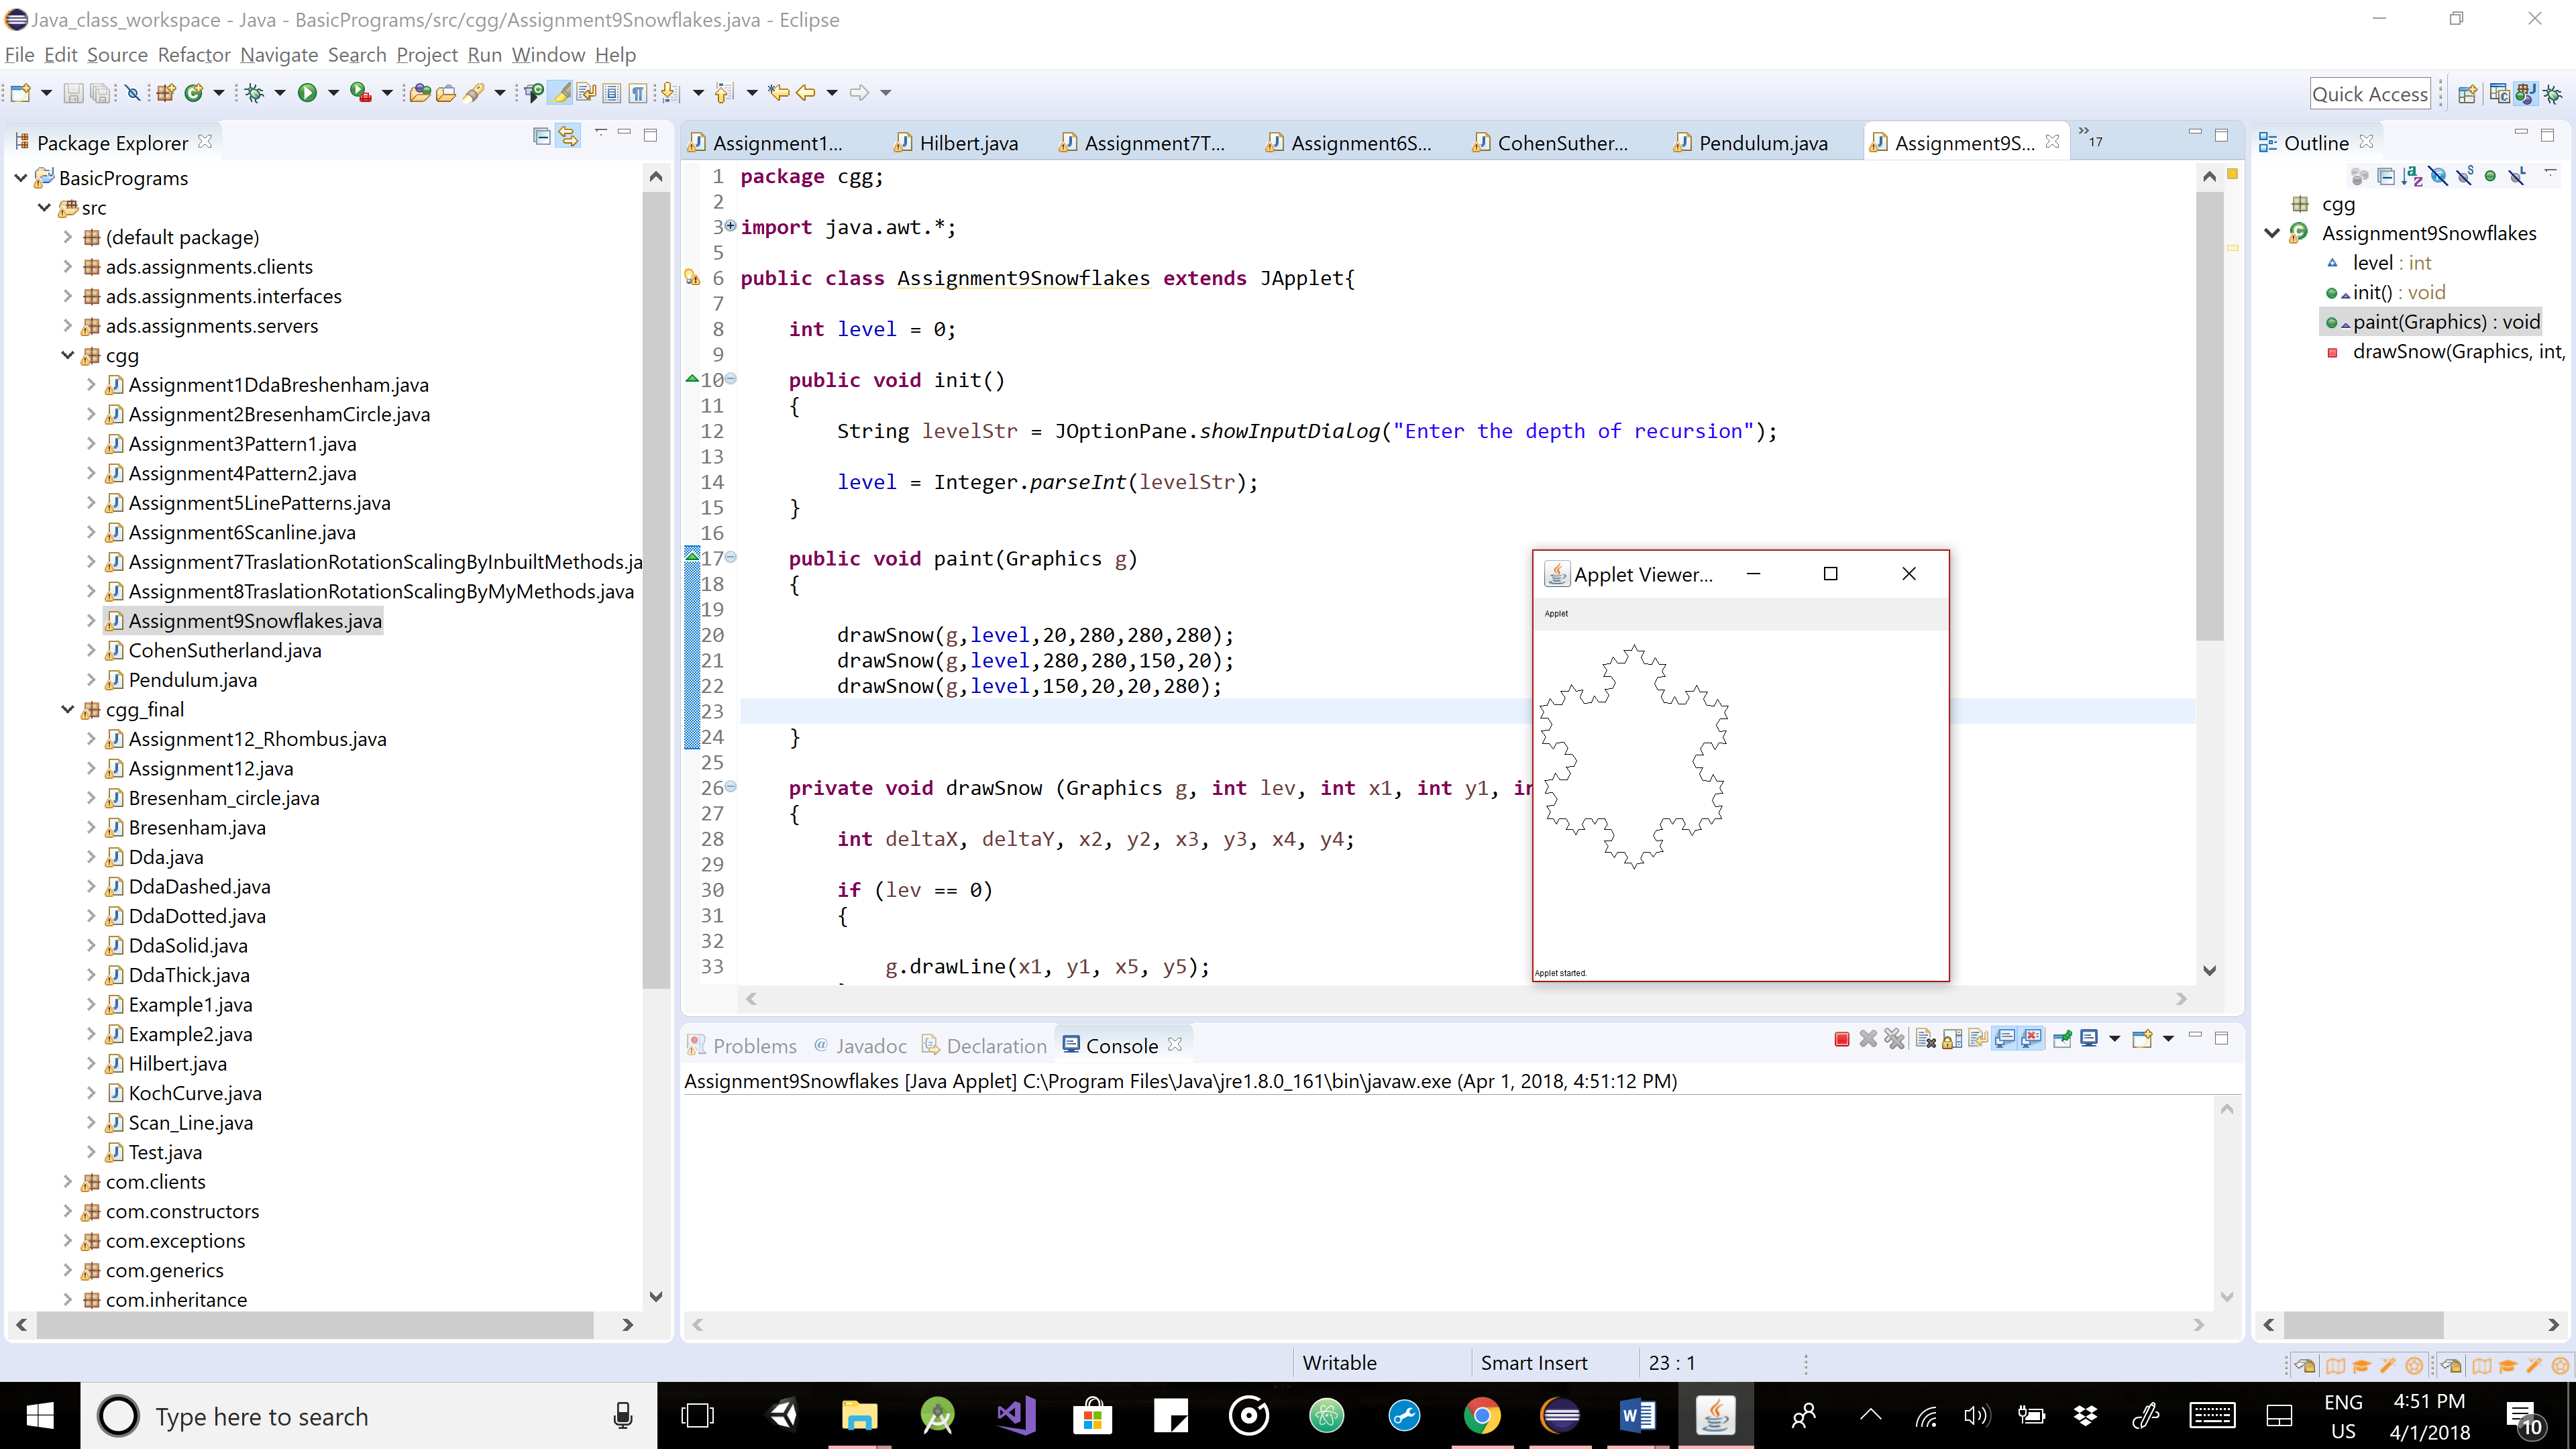 Java_class_workspace - Java - BasicPrograms/src/cgg/Assignment9Snowflakes.java - Eclipse
File Edit Source Refactor Navigate Search Project Run Window Help
Quick Access
Package Explorer
BasicPrograms
src
(default package)
ads.assignments.clients
ads.assignments.interfaces
ads.assignments.servers
cgg
Assignment1DdaBreshenham.java
Assignment2BresenhamCircle.java
Assignment3Pattern1.java
Assignment4Pattern2.java
Assignment5LinePatterns.java
Assignment6Scanline.java
Assignment7TraslationRotationScalingByInbuiltMethods.ja
Assignment8TraslationRotationScalingByMyMethods.java
Assignment9Snowflakes.java
CohenSutherland.java
Pendulum.java
cgg_final
Assignment12_Rhombus.java
Assignment12.java
Bresenham_circle.java
Bresenham.java
Dda.java
DdaDashed.java
DdaDotted.java
DdaSolid.java
DdaThick.java
Example1.java
Example2.java
Hilbert.java
KochCurve.java
Scan_Line.java
Test.java
com.clients
com.constructors
com.exceptions
com.generics
com.inheritance
Assignment1... Hilbert.java Assignment7T... Assignment6S... CohenSuther... Pendulum.java Assignment9S... »17
1 package cgg;
2
3 import java.awt.*;
5
6 public class Assignment9Snowflakes extends JApplet{
7
8 int level = 0;
9
10 public void init()
11 {
12 String levelStr = JOptionPane.showInputDialog("Enter the depth of recursion");
13
14 level = Integer.parseInt(levelStr);
15 }
16
17 public void paint(Graphics g)
18 {
19
20 drawSnow(g,level,20,280,280,280);
21 drawSnow(g,level,280,280,150,20);
22 drawSnow(g,level,150,20,20,280);
23
24 }
25
26 private void drawSnow (Graphics g, int lev, int x1, int y1, in
27 {
28 int deltaX, deltaY, x2, y2, x3, y3, x4, y4;
29
30 if (lev == 0)
31 {
32
33 g.drawLine(x1, y1, x5, y5);
Applet Viewer...
Applet
Applet started.
Problems @ Javadoc Declaration Console
Assignment9Snowflakes [Java Applet] C:\Program Files\Java\jre1.8.0_161\bin\javaw.exe (Apr 1, 2018, 4:51:12 PM)
Outline
cgg
Assignment9Snowflakes
level : int
init() : void
paint(Graphics) : void
drawSnow(Graphics, int,
Writable Smart Insert 23 : 1
Type here to search
ENG
US
4:51 PM
4/1/2018
10